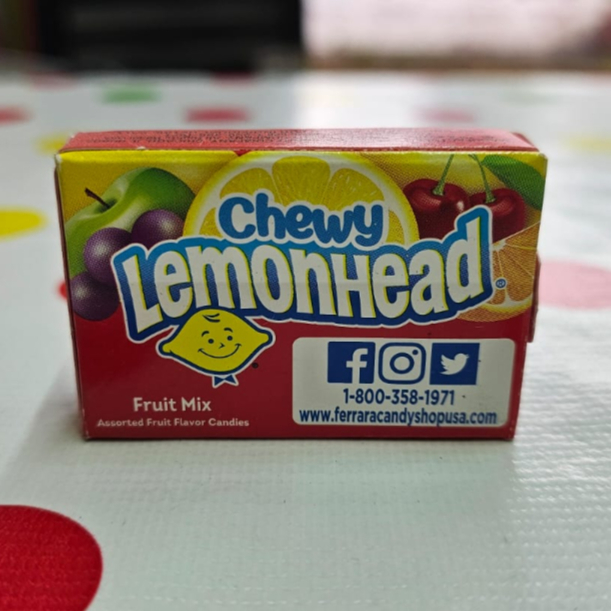 Chewy
Lemonhead
®
f
1-800-358-1971
Fruit Mix
www.ferraracandyshopusa.com
Assorted Fruit Flavor Candies